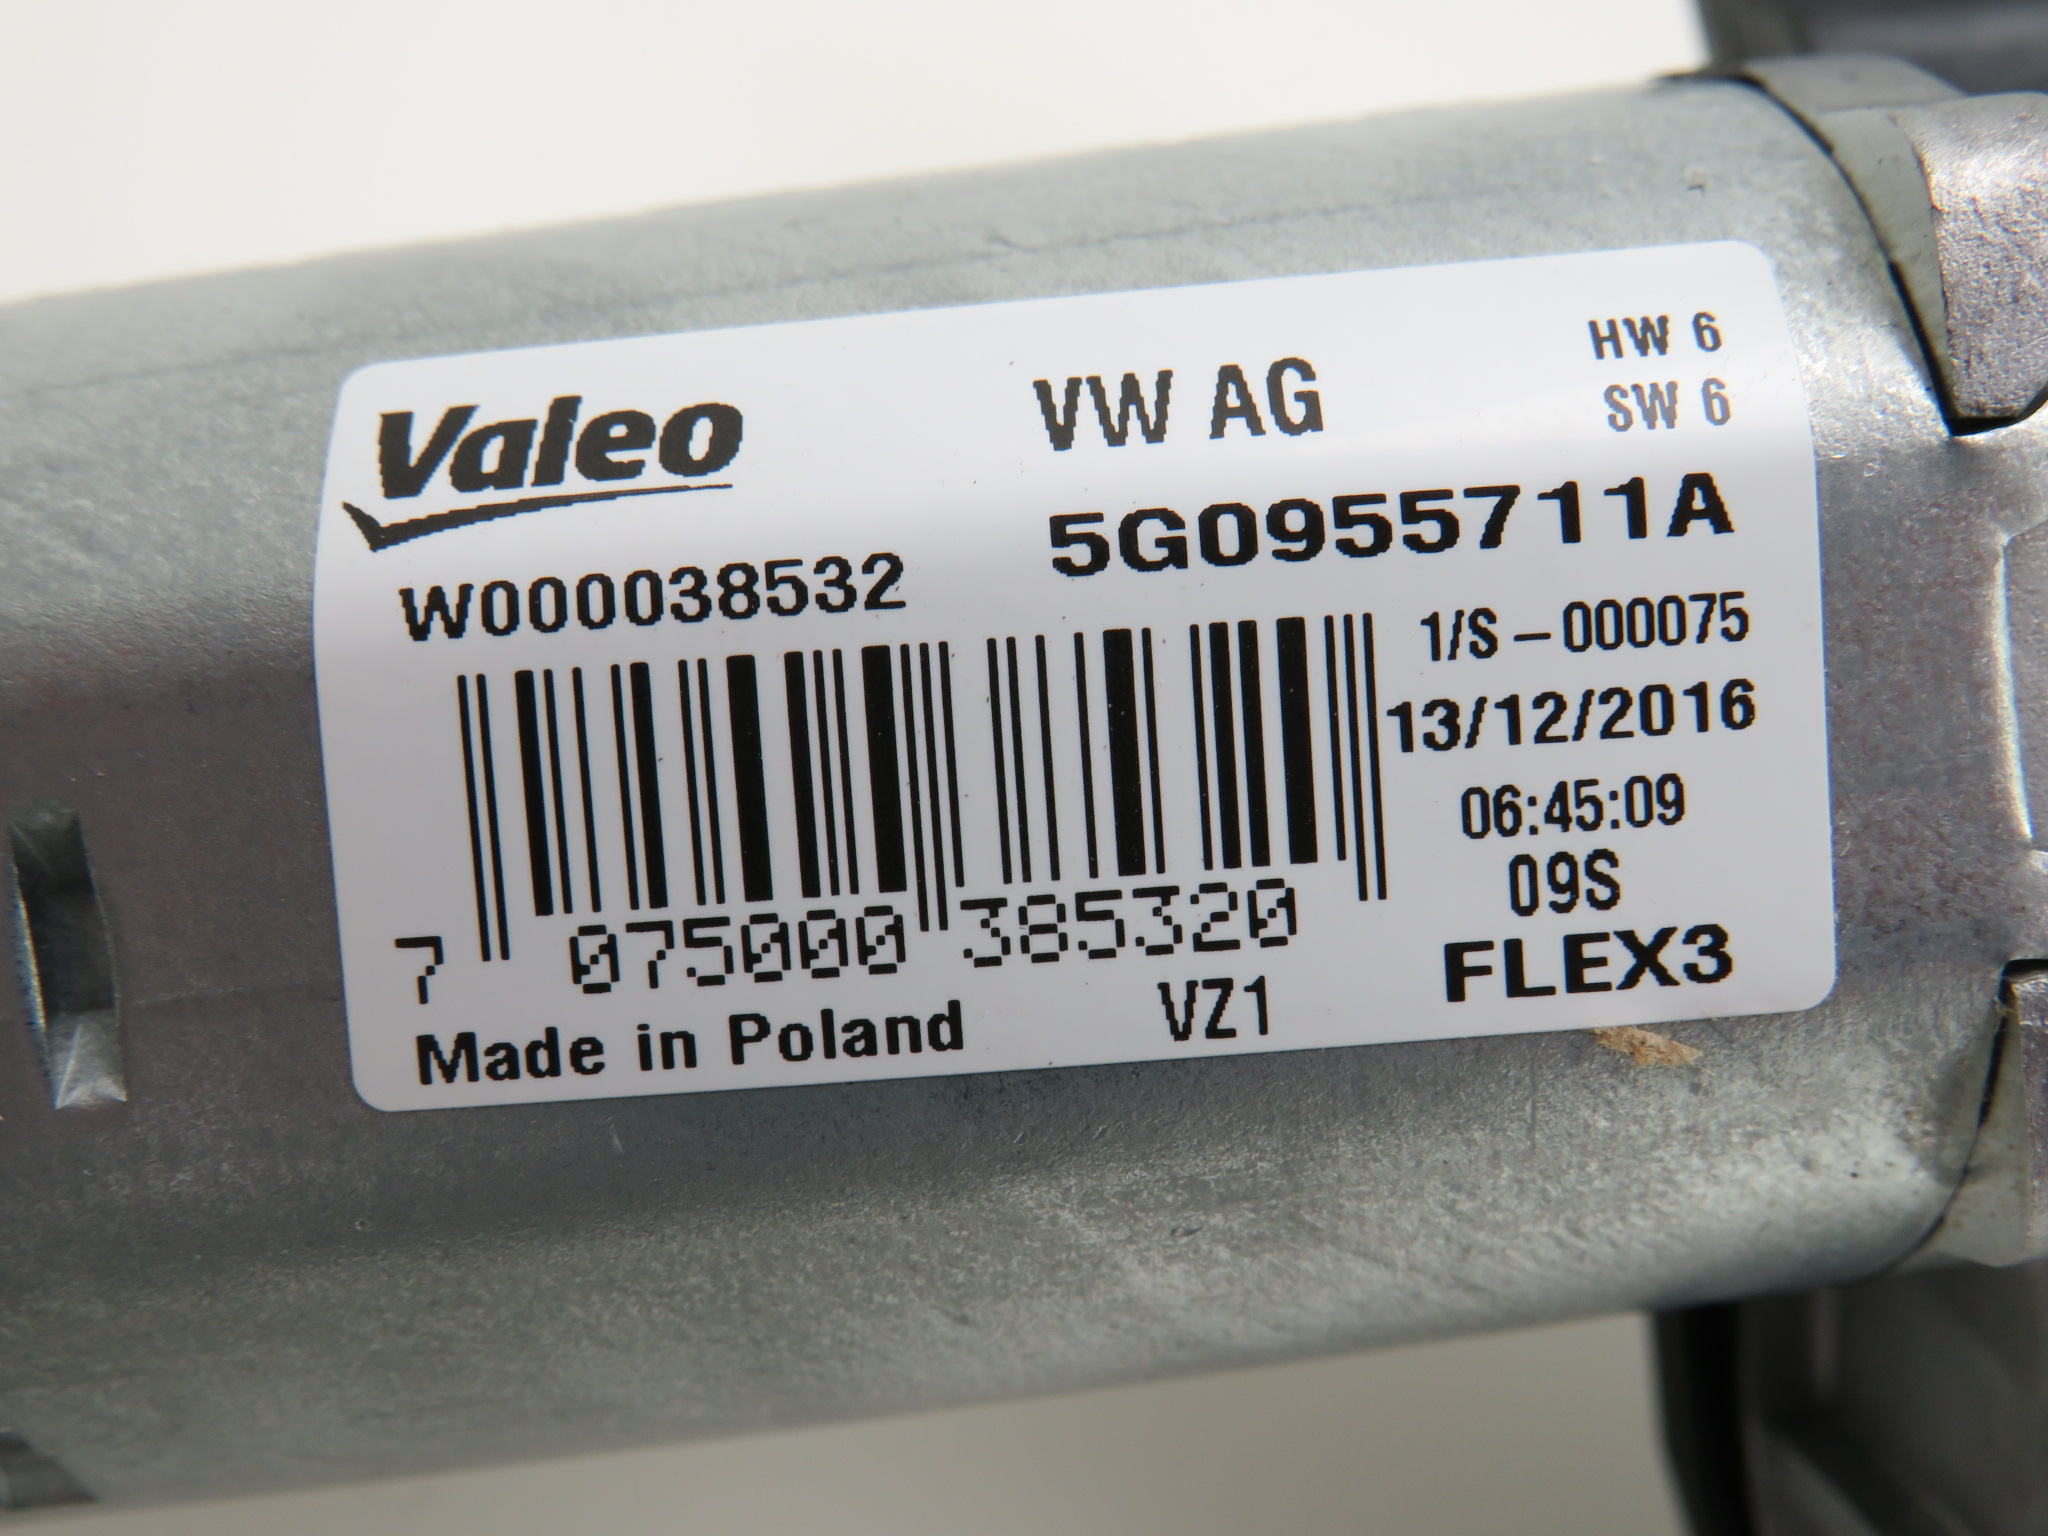 Valeo
VW AG
HW 6
SW 6
5G0955711A
W000038532
1/S – 000075
13/12/2016
06:45:09
09S
FLEX3
7 075000 385320
Made in Poland
VZ1